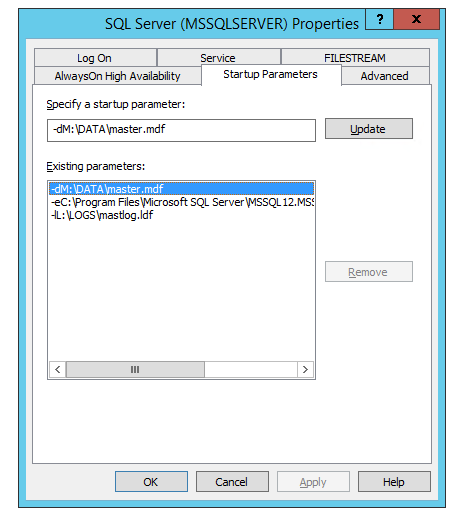 SQL Server (MSSQLSERVER) Properties
?
x
Log On
Service
FILESTREAM
AlwaysOn High Availability
Startup Parameters
Advanced
Specify a startup parameter:
-dM:\DATA\master.mdf
Update
Existing parameters:
-dM:\DATA\master.mdf
-eC:\Program Files\Microsoft SQL Server\MSSQL12.MSS
-lL:\LOGS\mastlog.ldf
Remove
OK
Cancel
Apply
Help